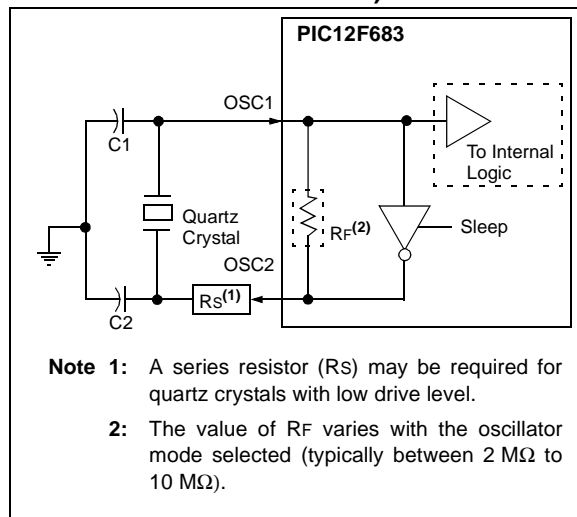 PIC12F683
OSC1
C1
To Internal
Logic
Quartz
Crystal
RF(2)
Sleep
OSC2
RS(1)
C2
Note 1: A series resistor (RS) may be required for
quartz crystals with low drive level.
2: The value of RF varies with the oscillator
mode selected (typically between 2 MΩ to
10 MΩ).